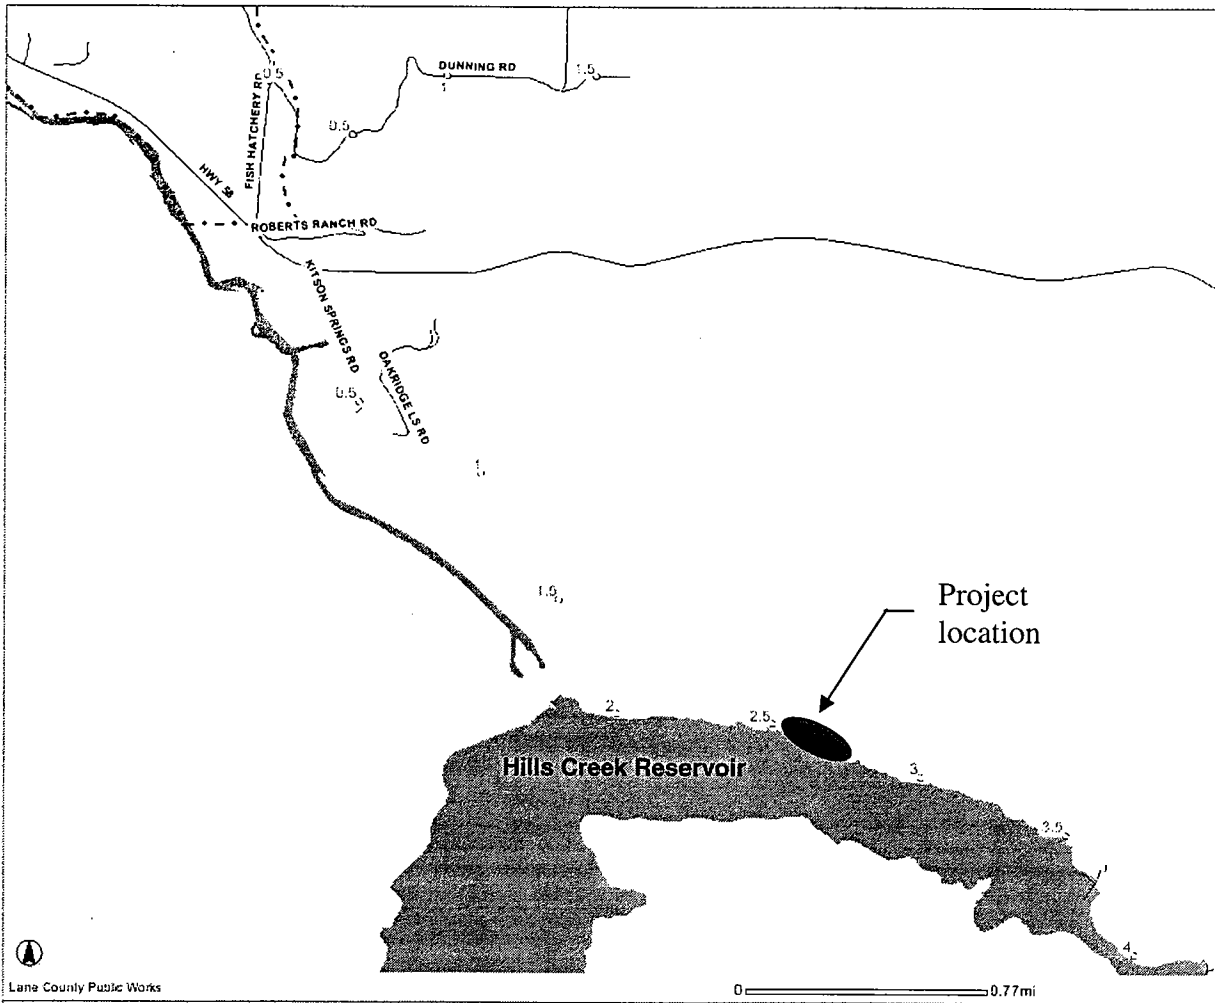 DUNNING RD
0.5
1
1.5
0.5
FISH HATCHERY RD
HWY 58
ROBERTS RANCH RD
KITSON SPRINGS RD
OAKRIDGE LS RD
0.5
1
1.5
Project
location
2
2.5
Hills Creek Reservoir
3
3.5
4
Lane County Public Works
0
0.77mi